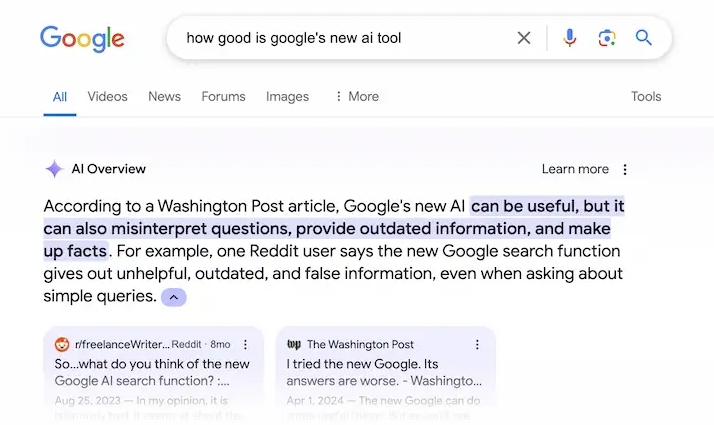 Google
how good is google's new ai tool
All Videos News Forums Images More Tools
AI Overview Learn more
According to a Washington Post article, Google's new AI can be useful, but it
can also misinterpret questions, provide outdated information, and make
up facts. For example, one Reddit user says the new Google search function
gives out unhelpful, outdated, and false information, even when asking about
simple queries.
r/freelanceWriter... Reddit · 8mo
So...what do you think of the new
Google AI search function? :...
Aug 25, 2023 — In my opinion, it is
wp The Washington Post
I tried the new Google. Its
answers are worse. - Washingto...
Apr 1, 2024 — The new Google can do